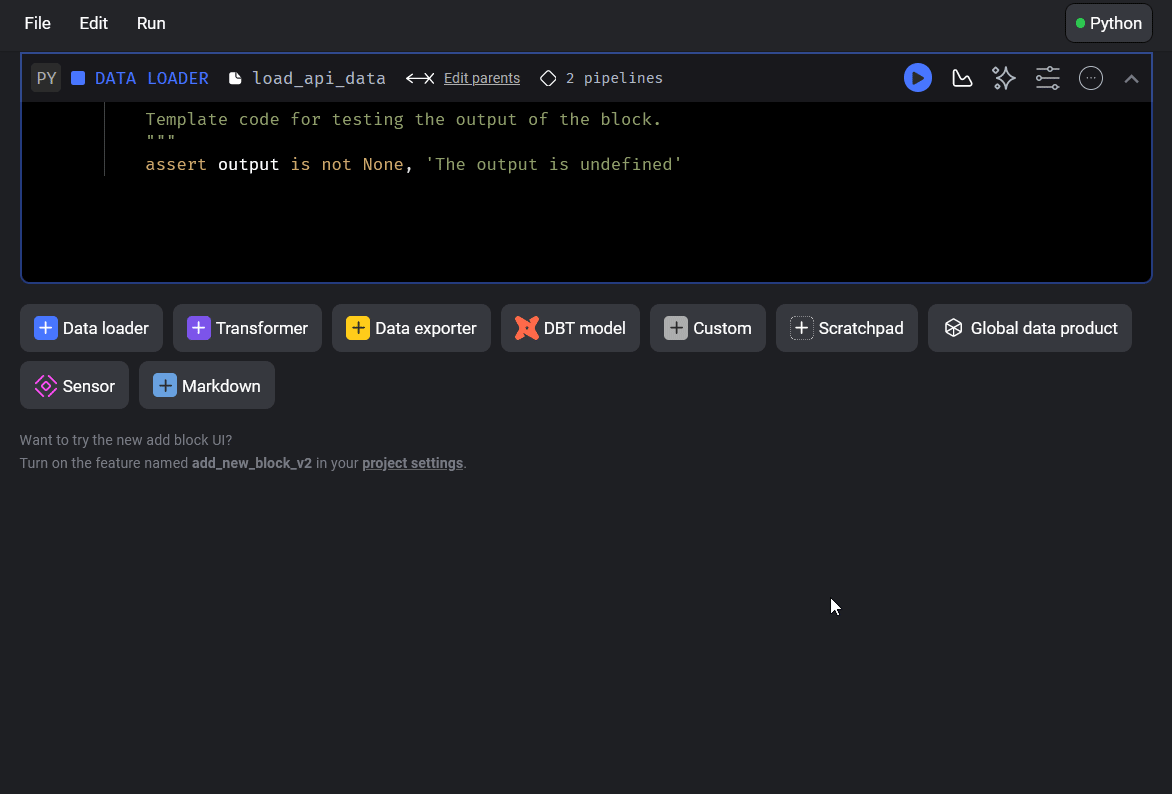 File Edit Run Python
PY DATA LOADER load_api_data Edit parents 2 pipelines
Template code for testing the output of the block.
"""
assert output is not None, 'The output is undefined'
Data loader Transformer Data exporter DBT model Custom Scratchpad Global data product
Sensor Markdown
Want to try the new add block UI?
Turn on the feature named add_new_block_v2 in your project settings.